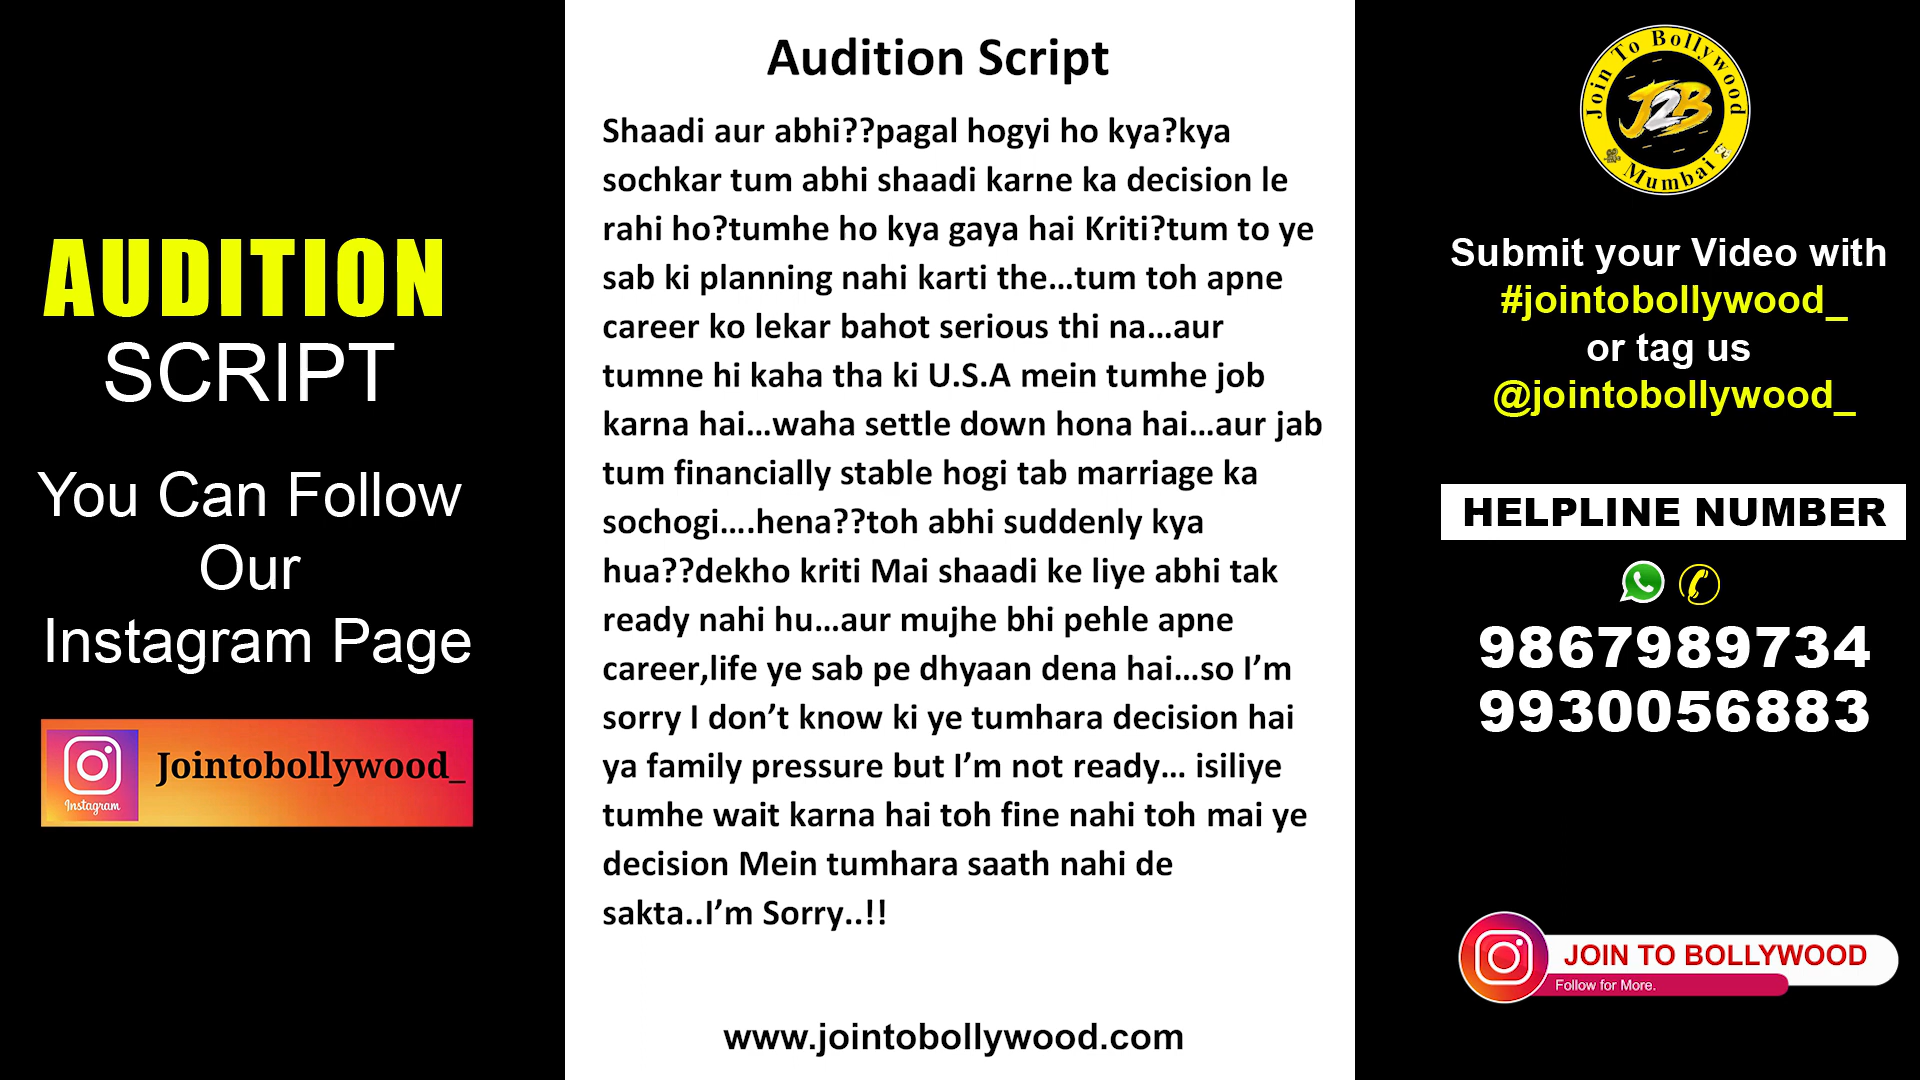 AUDITION
SCRIPT
You Can Follow
Our
Instagram Page
Instagram
Jointobollywood_
Audition Script
Shaadi aur abhi??pagal hogyi ho kya?kya
sochkar tum abhi shaadi karne ka decision le
rahi ho?tumhe ho kya gaya hai Kriti?tum to ye
sab ki planning nahi karti the...tum toh apne
career ko lekar bahot serious thi na...aur
tumne hi kaha tha ki U.S.A mein tumhe job
karna hai...waha settle down hona hai...aur jab
tum financially stable hogi tab marriage ka
sochogi....hena??toh abhi suddenly kya
hua??dekho kriti Mai shaadi ke liye abhi tak
ready nahi hu...aur mujhe bhi pehle apne
career,life ye sab pe dhyaan dena hai...so I’m
sorry I don’t know ki ye tumhara decision hai
ya family pressure but I’m not ready... isiliye
tumhe wait karna hai toh fine nahi toh mai ye
decision Mein tumhara saath nahi de
sakta..I’m Sorry..!!
www.jointobollywood.com
Join To Bollywood
J2B
Mumbai
Submit your Video with
#jointobollywood_
or tag us
@jointobollywood_
HELPLINE NUMBER
9867989734
9930056883
JOIN TO BOLLYWOOD
Follow for More.